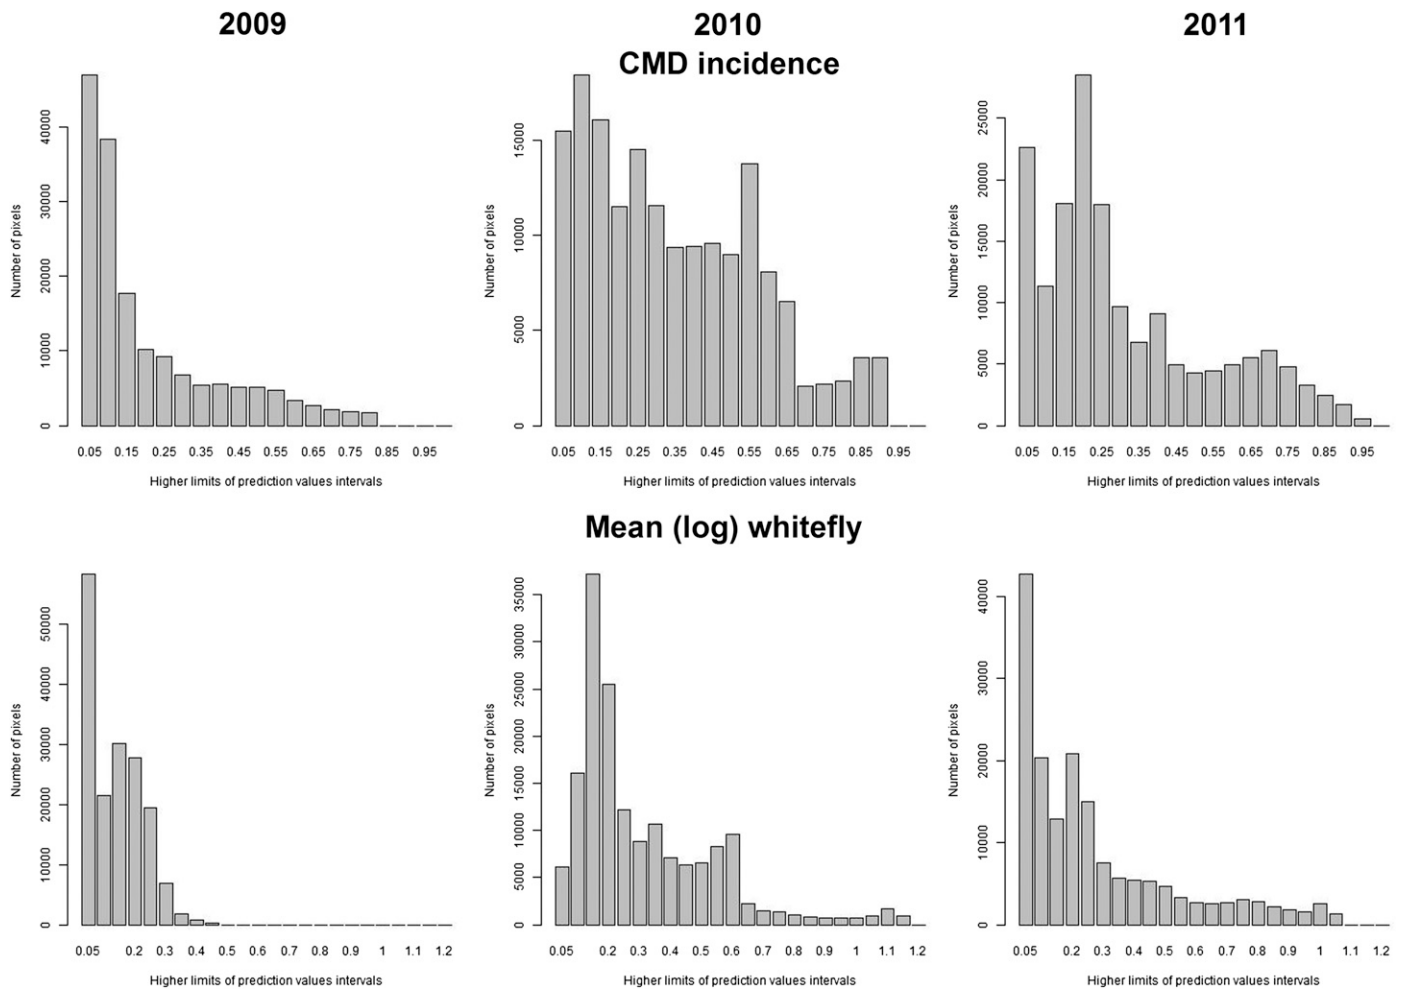 2009 2010 2011
CMD incidence
Number of pixels
0 10000 20000 30000 40000
0.05 0.15 0.25 0.35 0.45 0.55 0.65 0.75 0.85 0.95
Higher limits of prediction values intervals
Number of pixels
0 5000 10000 15000
0.05 0.15 0.25 0.35 0.45 0.55 0.65 0.75 0.85 0.95
Higher limits of prediction values intervals
Number of pixels
0 5000 10000 15000 20000 25000
0.05 0.15 0.25 0.35 0.45 0.55 0.65 0.75 0.85 0.95
Higher limits of prediction values intervals
Mean (log) whitefly
Number of pixels
0 10000 20000 30000 40000 50000
0.05 0.2 0.3 0.4 0.5 0.6 0.7 0.8 0.9 1 1.1 1.2
Higher limits of prediction values intervals
Number of pixels
0 5000 10000 15000 20000 25000 30000 35000
0.05 0.2 0.3 0.4 0.5 0.6 0.7 0.8 0.9 1 1.1 1.2
Higher limits of prediction values intervals
Number of pixels
0 10000 20000 30000 40000
0.05 0.2 0.3 0.4 0.5 0.6 0.7 0.8 0.9 1 1.1 1.2
Higher limits of prediction values intervals